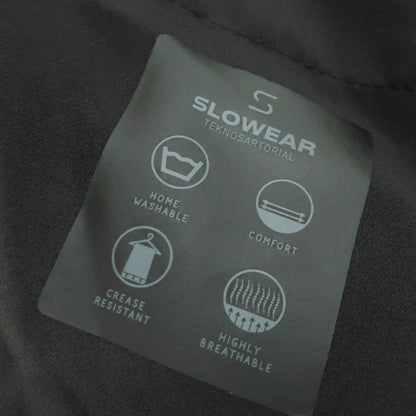 SLOWEAR
TEKNOSARTORIAL
HOME
WASHABLE
COMFORT
CREASE
RESISTANT
HIGHLY
BREATHABLE